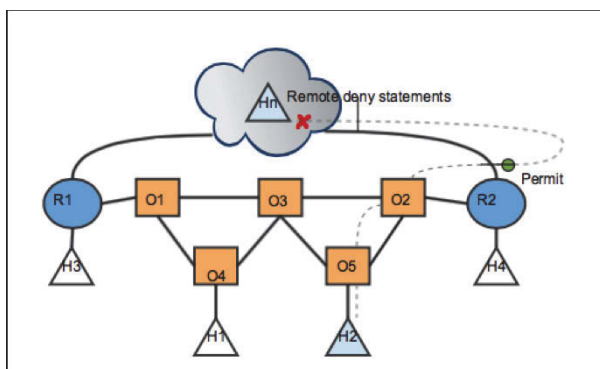 Hn
Remote deny statements
Permit
R1
O1
O3
O2
R2
H3
O4
O5
H4
H1
H2